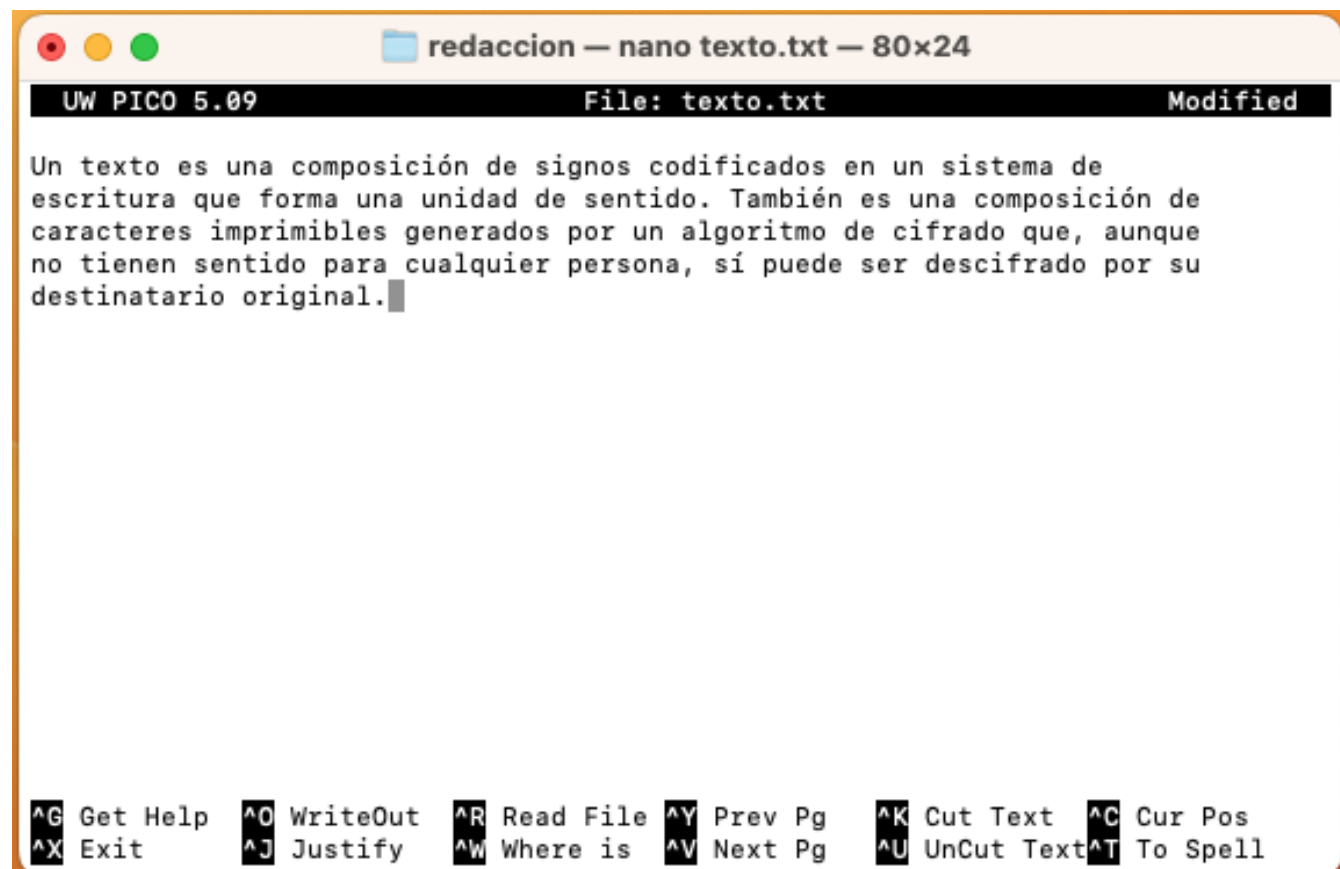 redaccion — nano texto.txt — 80×24
UW PICO 5.09 File: texto.txt Modified
Un texto es una composición de signos codificados en un sistema de
escritura que forma una unidad de sentido. También es una composición de
caracteres imprimibles generados por un algoritmo de cifrado que, aunque
no tienen sentido para cualquier persona, sí puede ser descifrado por su
destinatario original.
^G Get Help ^O WriteOut ^R Read File ^Y Prev Pg ^K Cut Text ^C Cur Pos
^X Exit ^J Justify ^W Where is ^V Next Pg ^U UnCut Text ^T To Spell